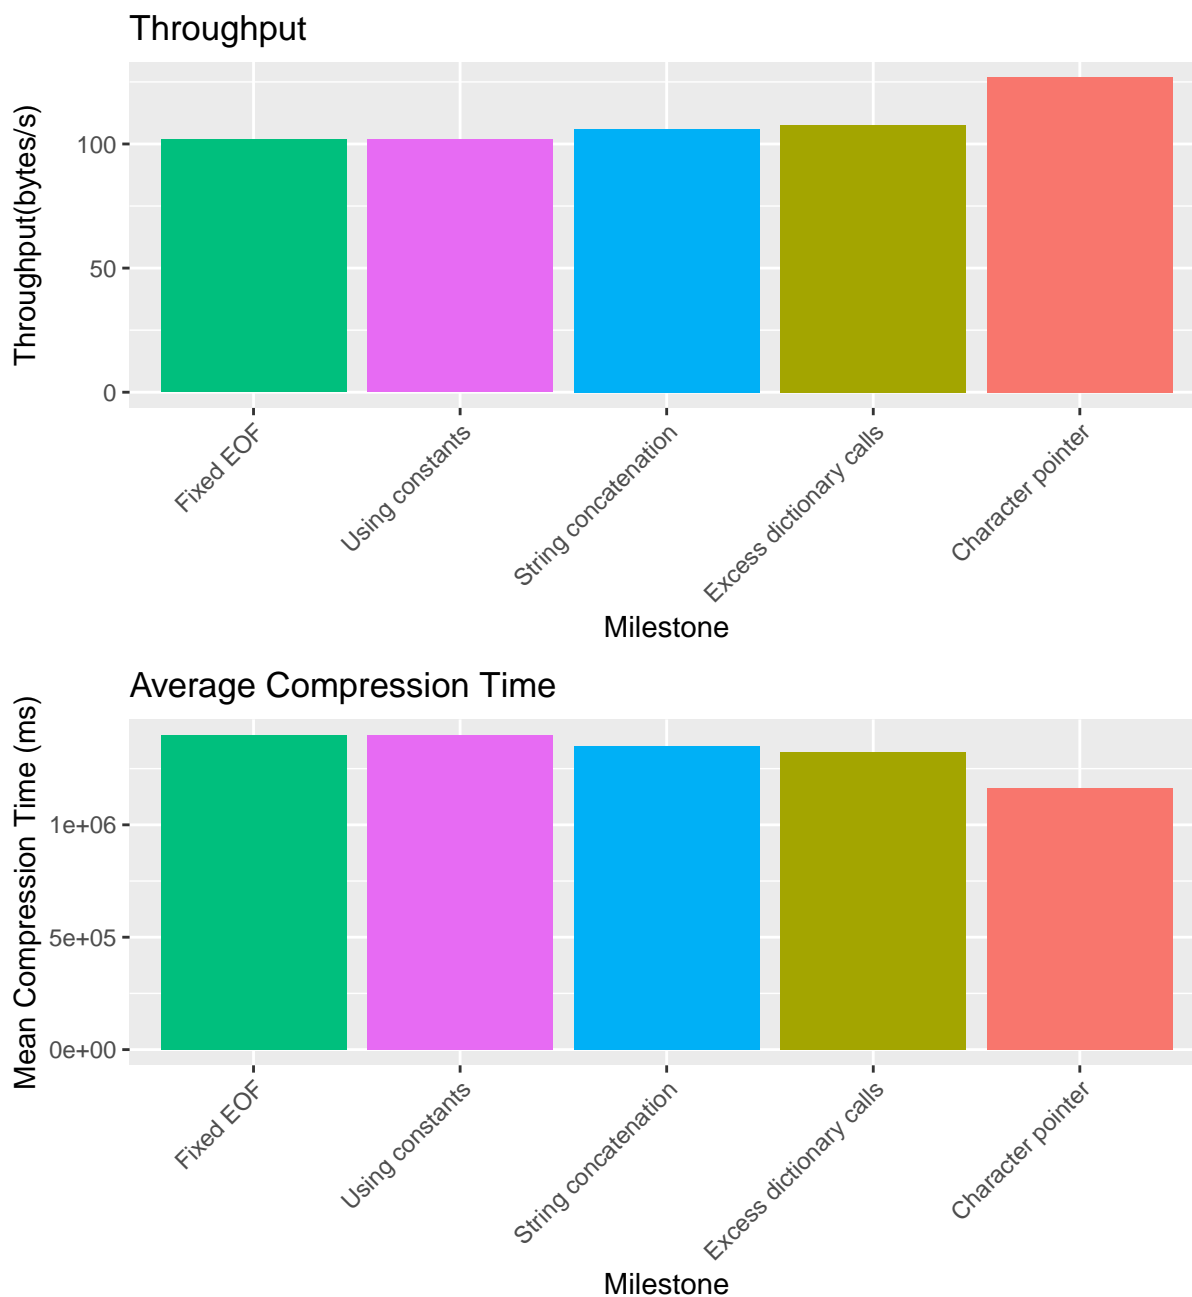 Throughput
Throughput(bytes/s)
100
50
0
Fixed EOF
Using constants
String concatenation
Excess dictionary calls
Character pointer
Milestone
Average Compression Time
Mean Compression Time (ms)
1e+06
5e+05
0e+00
Fixed EOF
Using constants
String concatenation
Excess dictionary calls
Character pointer
Milestone